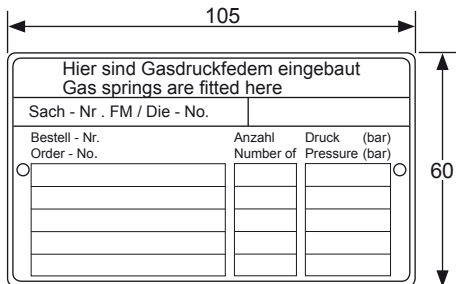 105
Hier sind Gasdruckfedem eingebaut
Gas springs are fitted here
Sach - Nr . FM / Die - No.
Bestell - Nr. Anzahl Druck (bar)
Order - No. Number of Pressure (bar)
60